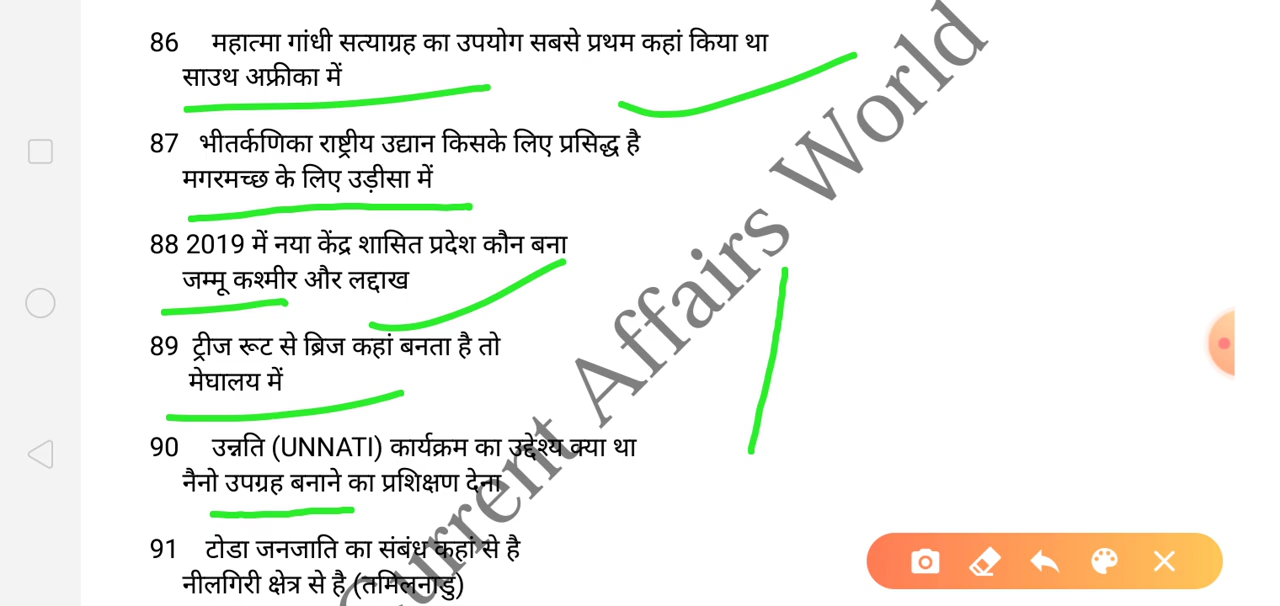 86 महात्मा गांधी सत्याग्रह का उपयोग सबसे प्रथम कहां किया था
साउथ अफ्रीका में
87 भीतर्कणिका राष्ट्रीय उद्यान किसके लिए प्रसिद्ध है
मगरमच्छ के लिए उड़ीसा में
88 2019 में नया केंद्र शासित प्रदेश कौन बना
जम्मू कश्मीर और लद्दाख
89 ट्रीज रूट से ब्रिज कहां बनता है तो
मेघालय में
90 उन्नति (UNNATI) कार्यक्रम का उद्देश्य क्या था
नैनो उपग्रह बनाने का प्रशिक्षण देना
91 टोडा जनजाति का संबंध कहां से है
नीलगिरी क्षेत्र से है (तमिलनाडु)
Current Affairs World